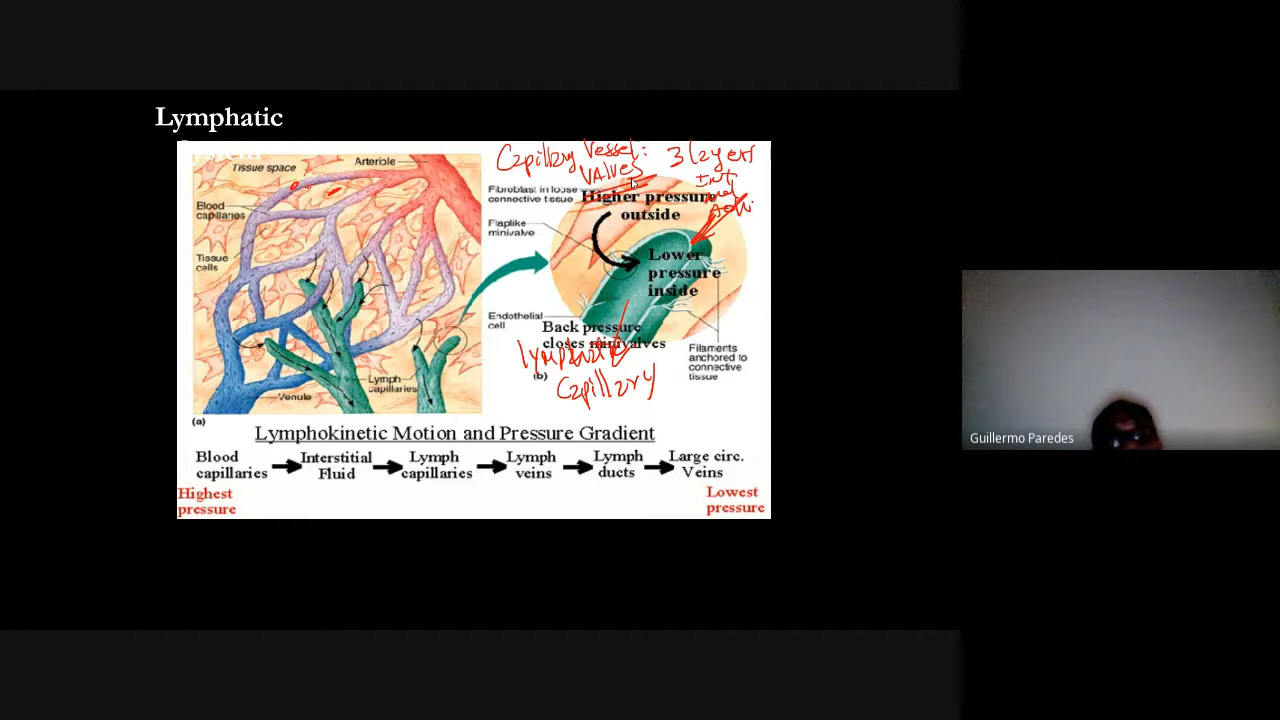 Lymphatic
Capillary Vessel: 3 layers
VALVES
Tissue space
Arteriole
Blood
capillaries
Tissue
cells
Lymph
capillaries
Venule
(a)
Fibroblast in loose
connective tissue
Higher pressure
outside
Flaplike
minivalve
Lower
pressure
inside
Endothelial
cell
Back pressure
closes minivalves
Lymphatic
capillary
(b)
Filaments
anchored to
connective
tissue
Lymphokinetic Motion and Pressure Gradient
Blood
capillaries
Interstitial
Fluid
Lymph
capillaries
Lymph
veins
Lymph
ducts
Large circ.
Veins
Highest
pressure
Lowest
pressure
Guillermo Paredes